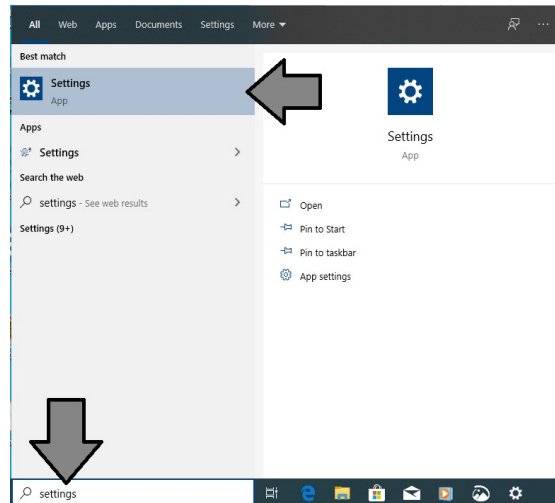 All Web Apps Documents Settings More
Best match
Settings
App
Apps
Settings
Search the web
settings - See web results
Settings (9+)
Settings
App
Open
Pin to Start
Pin to taskbar
App settings
settings